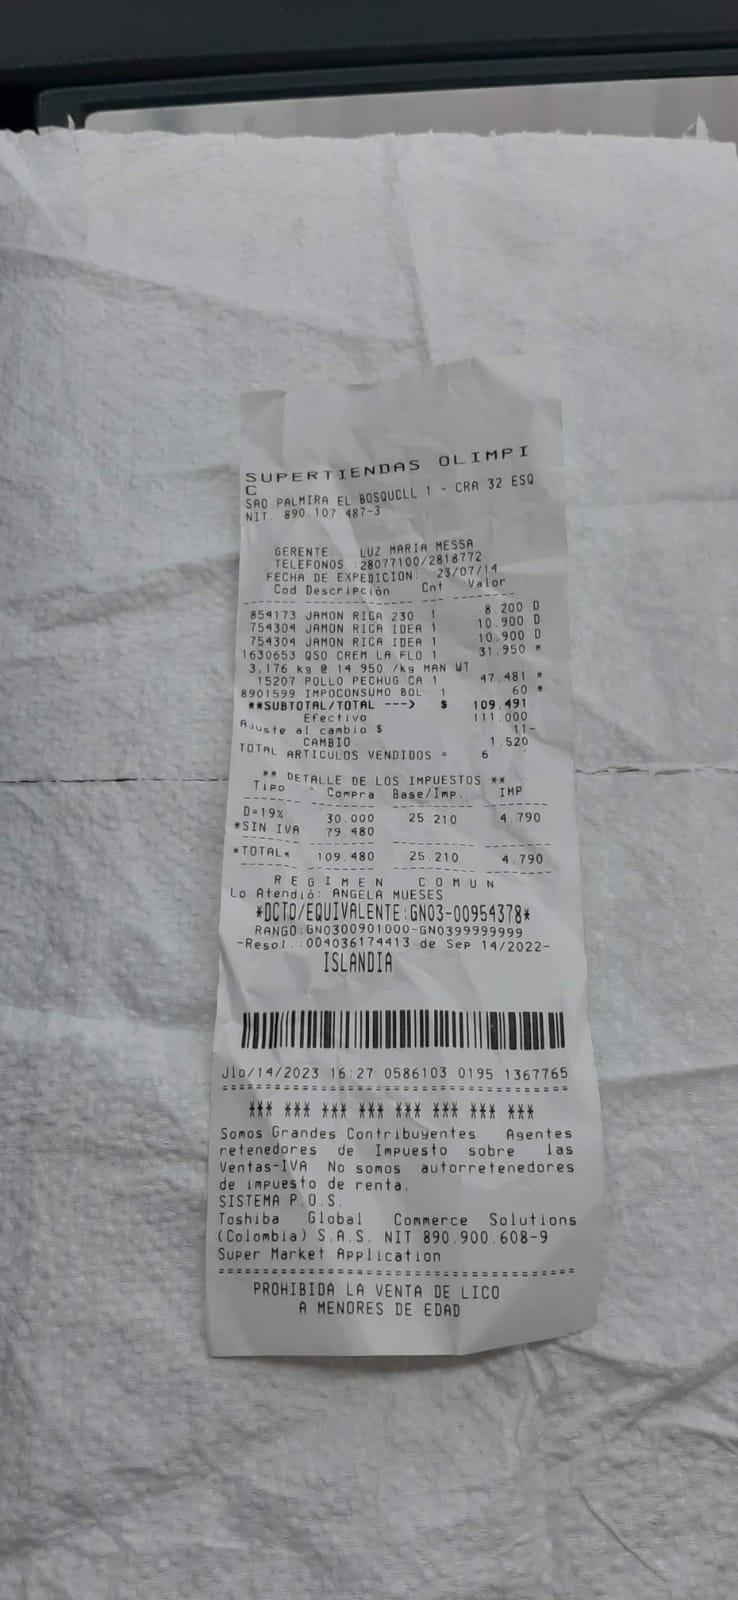 SUPERTIENDAS OLIMPI
C
SAO PALMIRA EL BOSQUCLL 1 - CRA 32 ESQ
NIT. 890.107.487-3
GERENTE: LUZ MARIA MESSA
TELEFONOS :28077100/2818772
FECHA DE EXPEDICION: 23/07/14
Cod Descripción Cnt Valor
854173 JAMON RICA 230 1 8.200 D
754304 JAMON RICA IDEA 1 10.900 D
754304 JAMON RICA IDEA 1 10.900 D
1630653 QSO CREM LA FLO 1 31.950 *
3,176 kg @ 14.950 /kg MAN WT
15207 POLLO PECHUG CA 1 47.481 *
8901599 IMPOCONSUMO BOL 1 60 *
**SUBTOTAL/TOTAL ---> $ 109.491
Efectivo 111.000
Ajuste al cambio $ 11-
CAMBIO 1.520
TOTAL ARTICULOS VENDIDOS = 6
** DETALLE DE LOS IMPUESTOS **
Tipo Compra Base/Imp. IMP
D=19% 30.000 25.210 4.790
*SIN IVA 79.480
*TOTAL* 109.480 25.210 4.790
REGIMEN COMUN
Lo Atendió: ANGELA MUESES
*DCTO/EQUIVALENTE:GN03-00954378*
RANGO:GN0300901000-GN0399999999
-Resol.:004036174413 de Sep 14/2022-
ISLANDIA
Jlo/14/2023 16:27 0586103 0195 1367765
*** *** *** *** *** *** *** ***
Somos Grandes Contribuyentes Agentes
retenedores de Impuesto sobre las
Ventas-IVA No somos autorretenedores
de impuesto de renta.
SISTEMA P.O.S.
Toshiba Global Commerce Solutions
(Colombia) S.A.S. NIT 890.900.608-9
Super Market Application
PROHIBIDA LA VENTA DE LICO
A MENORES DE EDAD